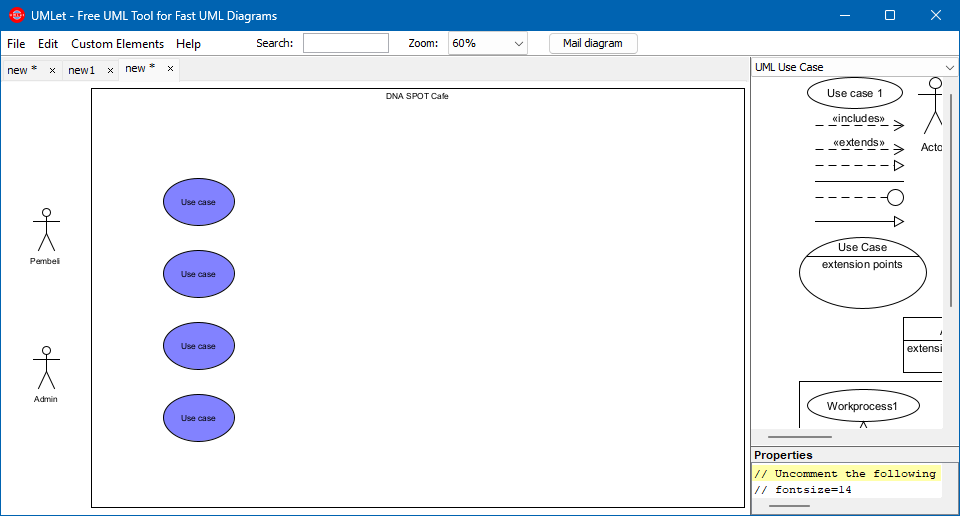 UMLet - Free UML Tool for Fast UML Diagrams
File Edit Custom Elements Help Search: Zoom: 60% Mail diagram
new * new1 new *
DNA SPOT Cafe
Pembeli
Admin
Use case
Use case
Use case
Use case
UML Use Case
Use case 1
«includes»
«extends»
Acto
Use Case
extension points
extensi
Workprocess1
Properties
// Uncomment the following
// fontsize=14